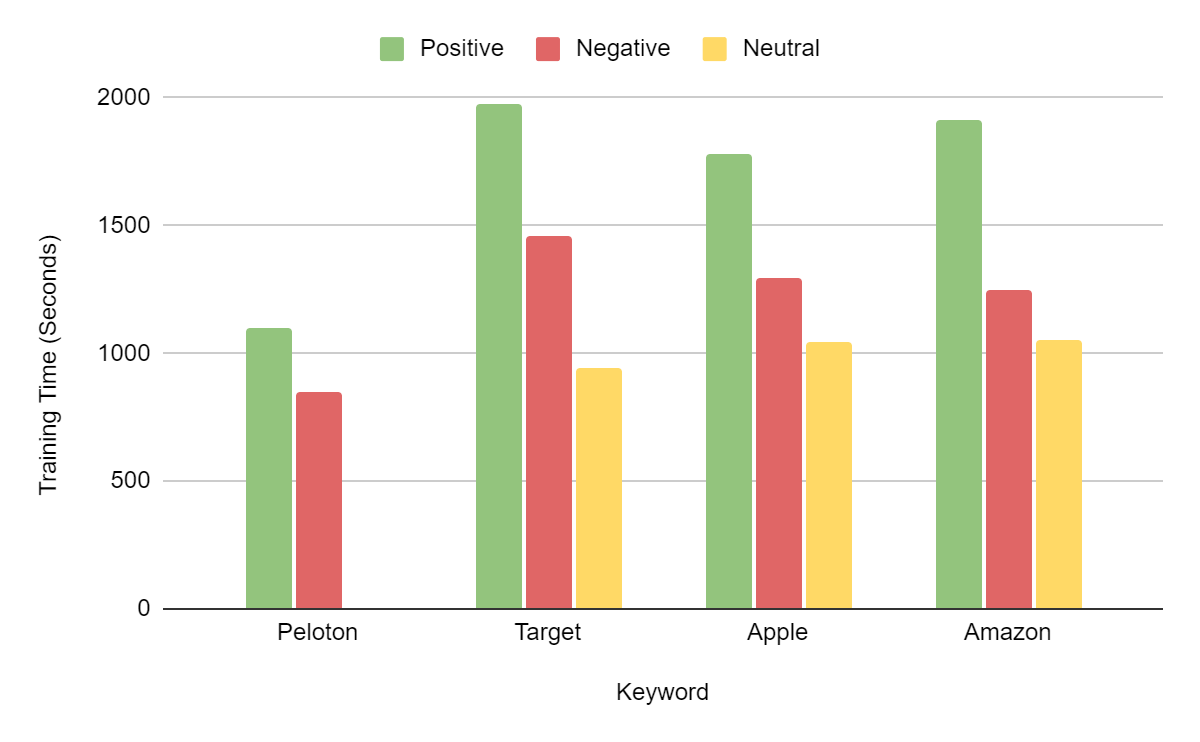 Positive Negative Neutral
2000
1500
1000
500
0
Training Time (Seconds)
Peloton Target Apple Amazon
Keyword